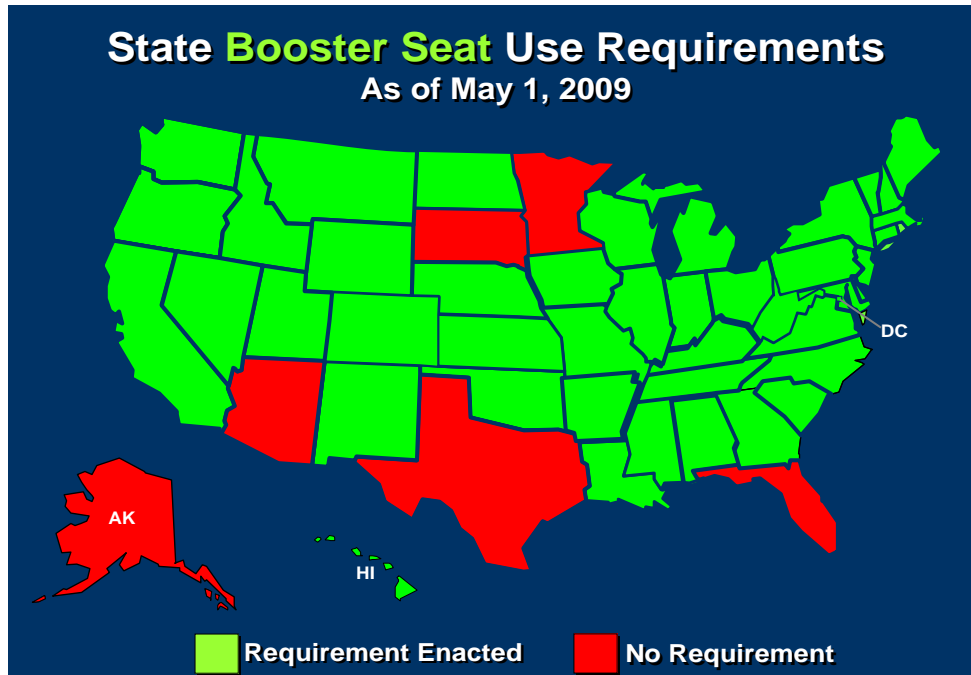 State Booster Seat Use Requirements
As of May 1, 2009
DC
AK
HI
Requirement Enacted
No Requirement